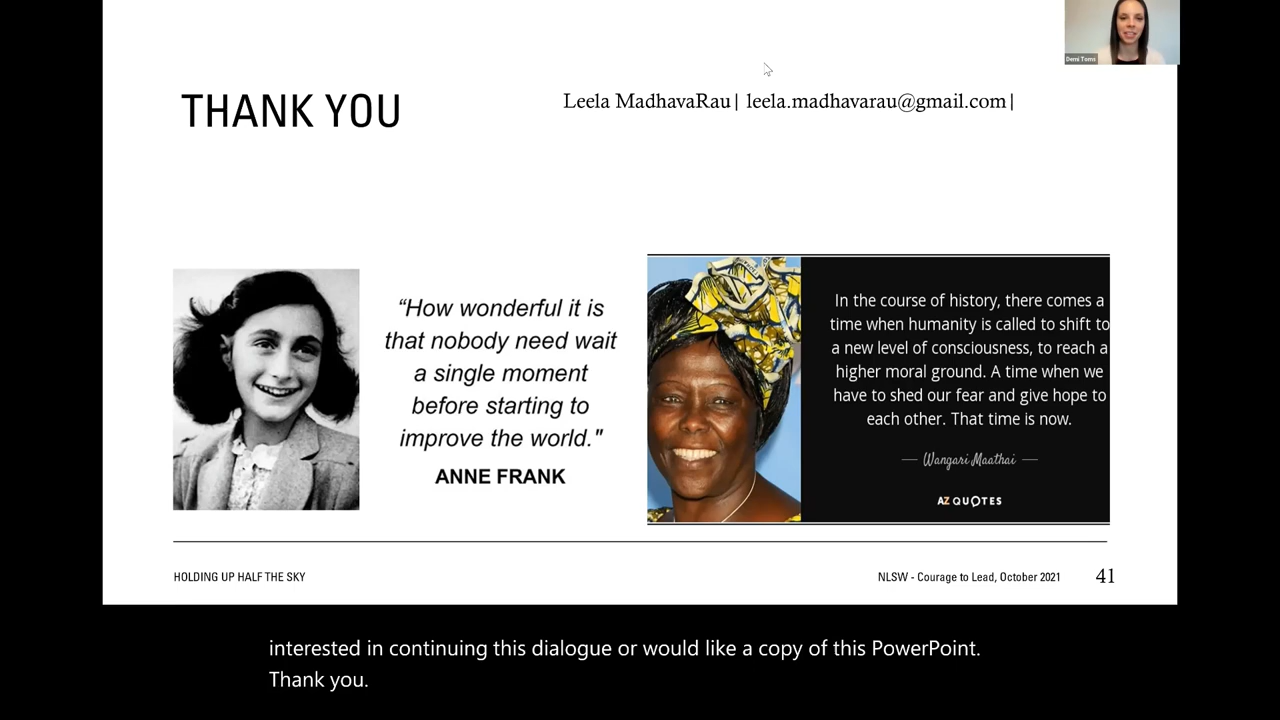 Demi Toms
THANK YOU
Leela MadhavaRau| leela.madhavarau@gmail.com|
“How wonderful it is
that nobody need wait
a single moment
before starting to
improve the world."
ANNE FRANK
In the course of history, there comes a
time when humanity is called to shift to
a new level of consciousness, to reach a
higher moral ground. A time when we
have to shed our fear and give hope to
each other. That time is now.
— Wangari Maathai —
AZ QUOTES
HOLDING UP HALF THE SKY
NLSW - Courage to Lead, October 2021
41
interested in continuing this dialogue or would like a copy of this PowerPoint.
Thank you.